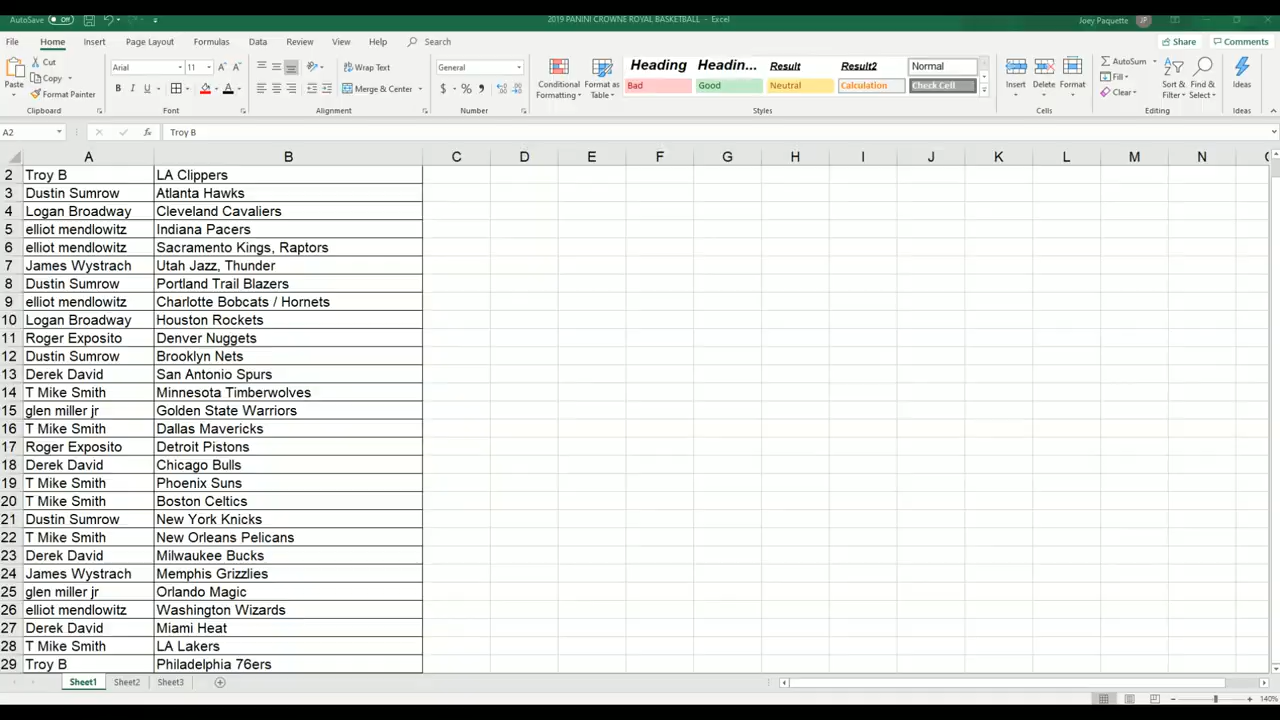 AutoSave Off 2019 PANINI CROWNE ROYAL BASKETBALL - Excel Joey Paquette JP
File Home Insert Page Layout Formulas Data Review View Help Search Share Comments
Paste Cut Copy Format Painter Clipboard
Arial 11 A A B I U A Font
Wrap Text Merge & Center Alignment
General $ % , Number
Conditional Formatting Format as Table
Heading Headin... Result Result2 Normal
Bad Good Neutral Calculation Check Cell
Styles
Insert Delete Format Cells
AutoSum Fill Clear Sort & Filter Find & Select Editing
Ideas Ideas
A2 fx Troy B
A B C D E F G H I J K L M N
2 Troy B LA Clippers
3 Dustin Sumrow Atlanta Hawks
4 Logan Broadway Cleveland Cavaliers
5 elliot mendlowitz Indiana Pacers
6 elliot mendlowitz Sacramento Kings, Raptors
7 James Wystrach Utah Jazz, Thunder
8 Dustin Sumrow Portland Trail Blazers
9 elliot mendlowitz Charlotte Bobcats / Hornets
10 Logan Broadway Houston Rockets
11 Roger Exposito Denver Nuggets
12 Dustin Sumrow Brooklyn Nets
13 Derek David San Antonio Spurs
14 T Mike Smith Minnesota Timberwolves
15 glen miller jr Golden State Warriors
16 T Mike Smith Dallas Mavericks
17 Roger Exposito Detroit Pistons
18 Derek David Chicago Bulls
19 T Mike Smith Phoenix Suns
20 T Mike Smith Boston Celtics
21 Dustin Sumrow New York Knicks
22 T Mike Smith New Orleans Pelicans
23 Derek David Milwaukee Bucks
24 James Wystrach Memphis Grizzlies
25 glen miller jr Orlando Magic
26 elliot mendlowitz Washington Wizards
27 Derek David Miami Heat
28 T Mike Smith LA Lakers
29 Troy B Philadelphia 76ers
Sheet1 Sheet2 Sheet3
140%